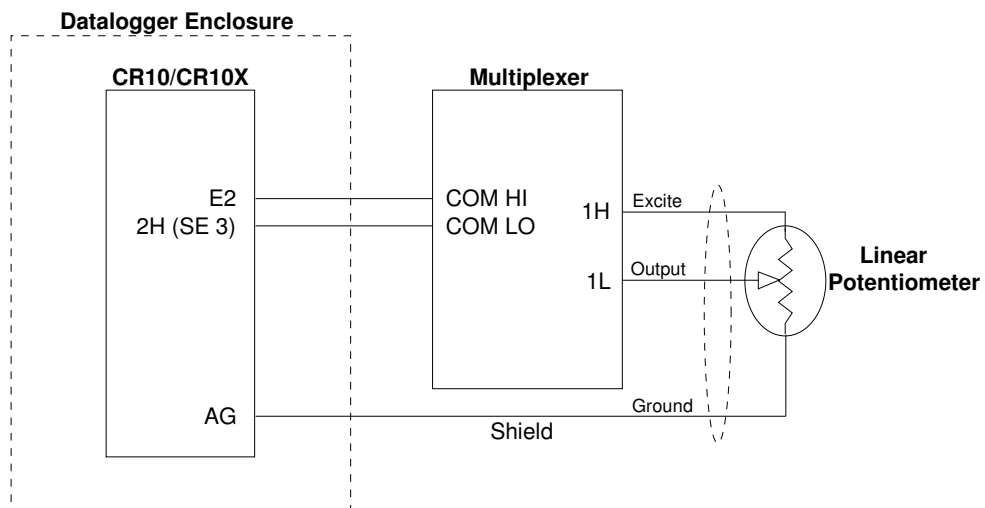 Datalogger Enclosure
CR10/CR10X
Multiplexer
E2
2H (SE 3)
AG
COM HI
COM LO
1H
1L
Excite
Output
Ground
Shield
Linear
Potentiometer